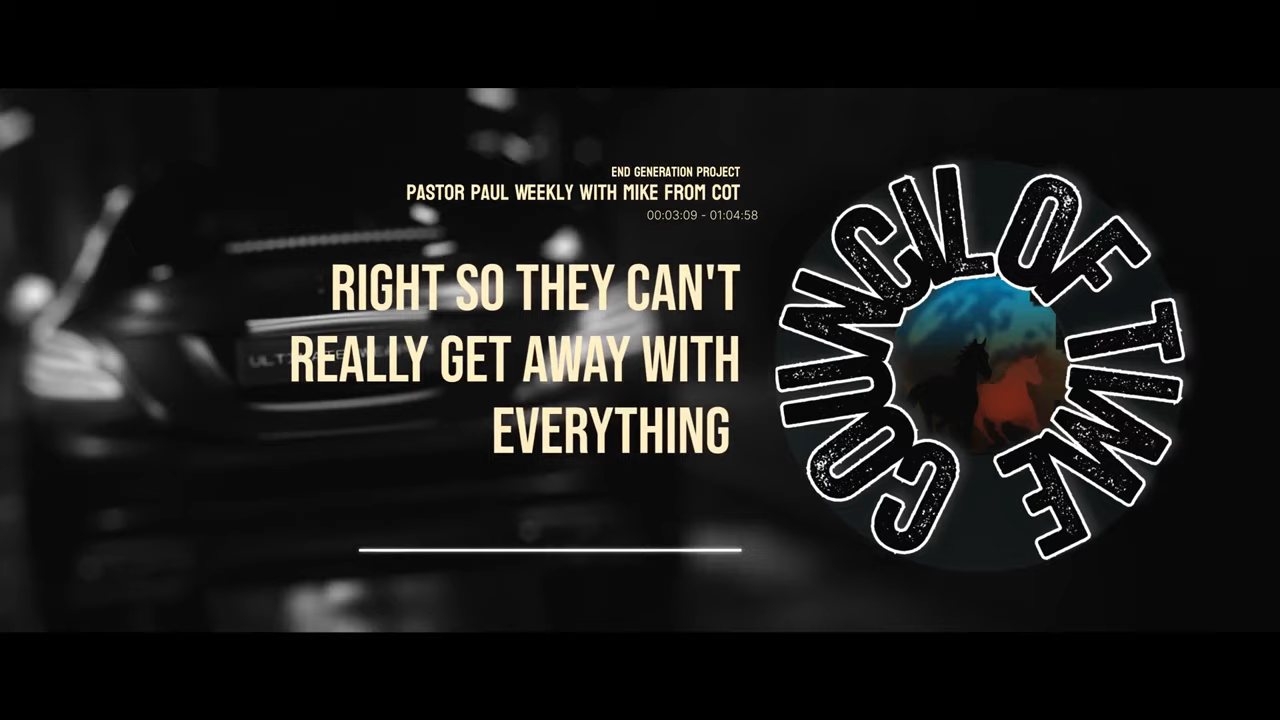 END GENERATION PROJECT
PASTOR PAUL WEEKLY WITH MIKE FROM COT
00:03:09 - 01:04:58
RIGHT SO THEY CAN'T
REALLY GET AWAY WITH
EVERYTHING
COUNCIL OF TIME